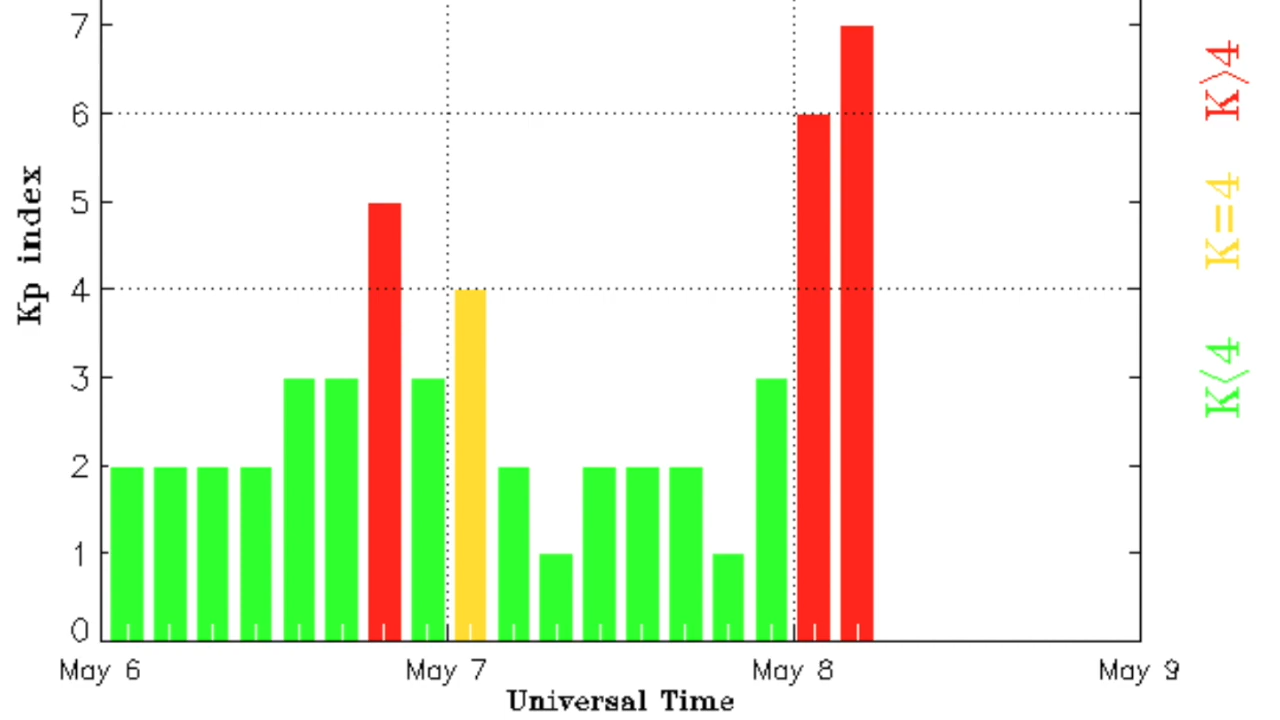 7
6
5
4
3
2
1
0
Kp index
May 6
May 7
May 8
May 9
Universal Time
K>4
K=4
K<4